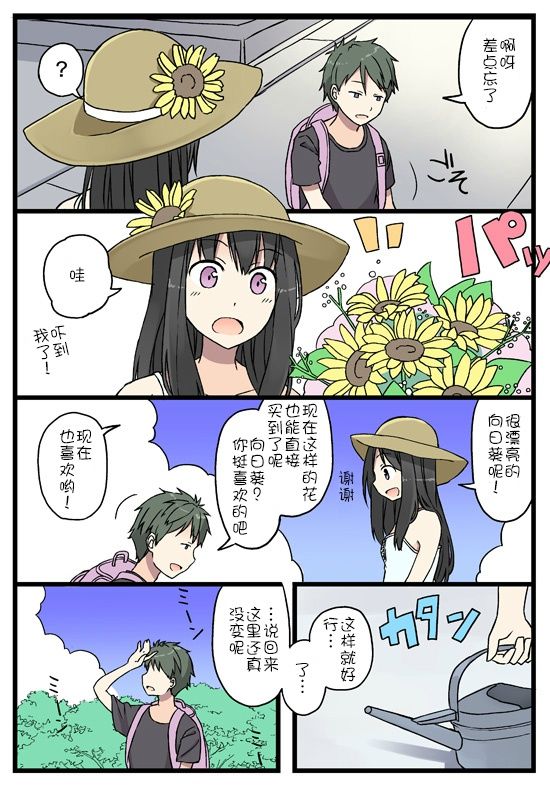 啊呀
差点忘了
?
ごそ
パッ
哇
吓到
我了!
很漂亮的
向日葵呢!
谢谢
现在这样的花
也能直接
买到了呢
向日葵?
你挺喜欢的吧
现在
也喜欢哟!
カタン
这样就好
行…
了…
…说回来
这里还真
没变呢